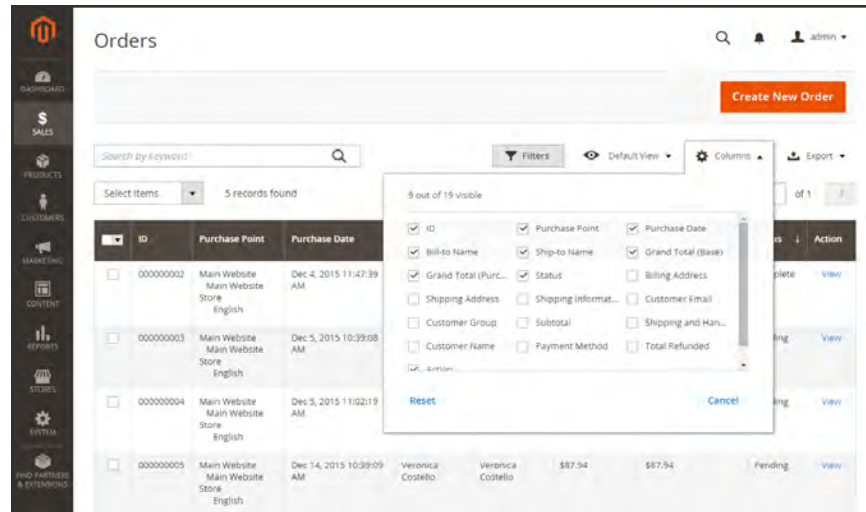 Orders
admin
DASHBOARD
Create New Order
$
SALES
Search by keyword
Filters
Default View
Columns
Export
PRODUCTS
Select Items
5 records found
9 out of 19 visible
of 1
CUSTOMERS
ID
Purchase Point
Purchase Date
Bill-to Name
Ship-to Name
Grand Total (Base)
Grand Total (Purc...
Status
Billing Address
Shipping Address
Shipping Informat...
Customer Email
Customer Group
Subtotal
Shipping and Han...
Customer Name
Payment Method
Total Refunded
Action
Reset
Cancel
MARKETING
CONTENT
REPORTS
STORES
SYSTEM
FIND PARTNERS
& EXTENSIONS
ID
Purchase Point
Purchase Date
us
Action
000000002
Main Website
Main Website
Store
English
Dec 4, 2015 11:47:39
AM
plete
View
000000003
Main Website
Main Website
Store
English
Dec 5, 2015 10:39:08
AM
ing
View
000000004
Main Website
Main Website
Store
English
Dec 5, 2015 11:02:19
AM
ing
View
000000005
Main Website
Main Website
Store
English
Dec 14, 2015 10:39:09
AM
Veronica
Costello
Veronica
Costello
$87.94
$87.94
Pending
View